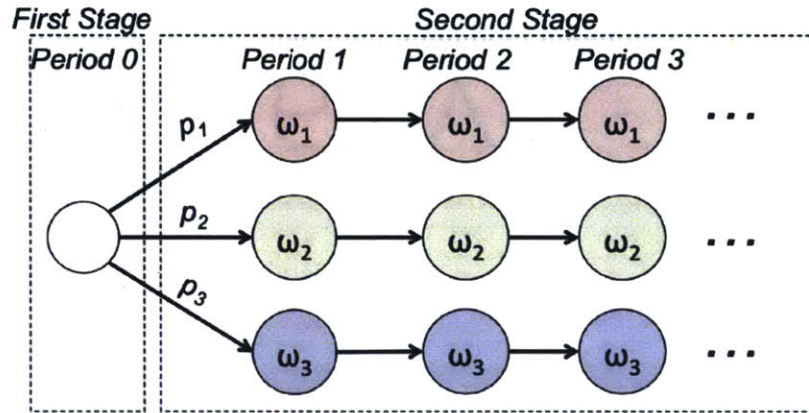 First Stage Second Stage
Period 0 Period 1 Period 2 Period 3
p1 ω1 ω1 ω1 ...
p2 ω2 ω2 ω2 ...
p3 ω3 ω3 ω3 ...